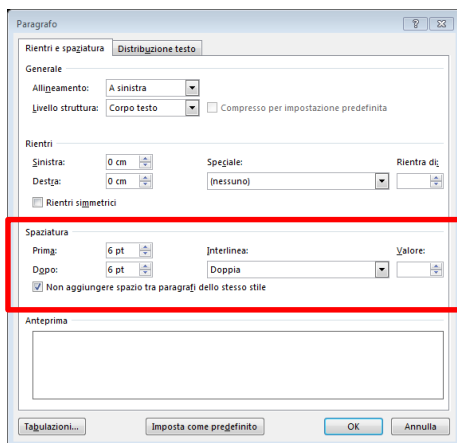 Paragrafo
Rientri e spaziatura Distribuzione testo
Generale
Allineamento: A sinistra
Livello struttura: Corpo testo Compresso per impostazione predefinita
Rientri
Sinistra: 0 cm Speciale: Rientra di:
Destra: 0 cm (nessuno)
Rientri simmetrici
Spaziatura
Prima: 6 pt Interlinea: Valore:
Dopo: 6 pt Doppia
Non aggiungere spazio tra paragrafi dello stesso stile
Anteprima
Tabulazioni... Imposta come predefinito OK Annulla